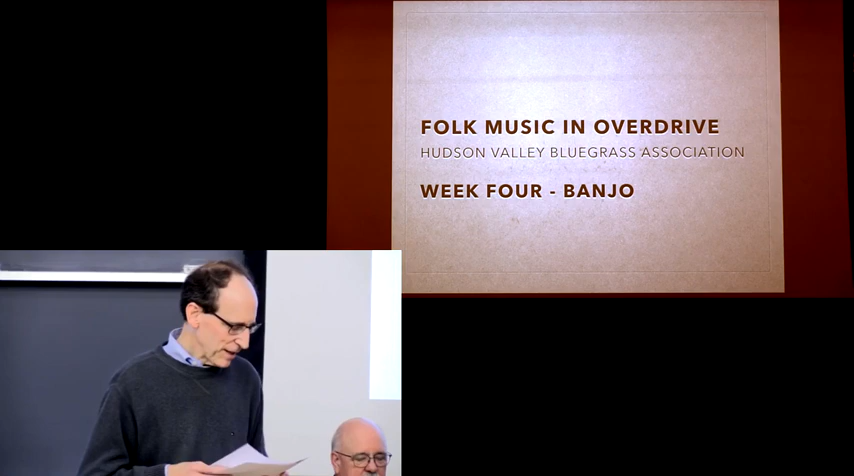 FOLK MUSIC IN OVERDRIVE
HUDSON VALLEY BLUEGRASS ASSOCIATION
WEEK FOUR - BANJO